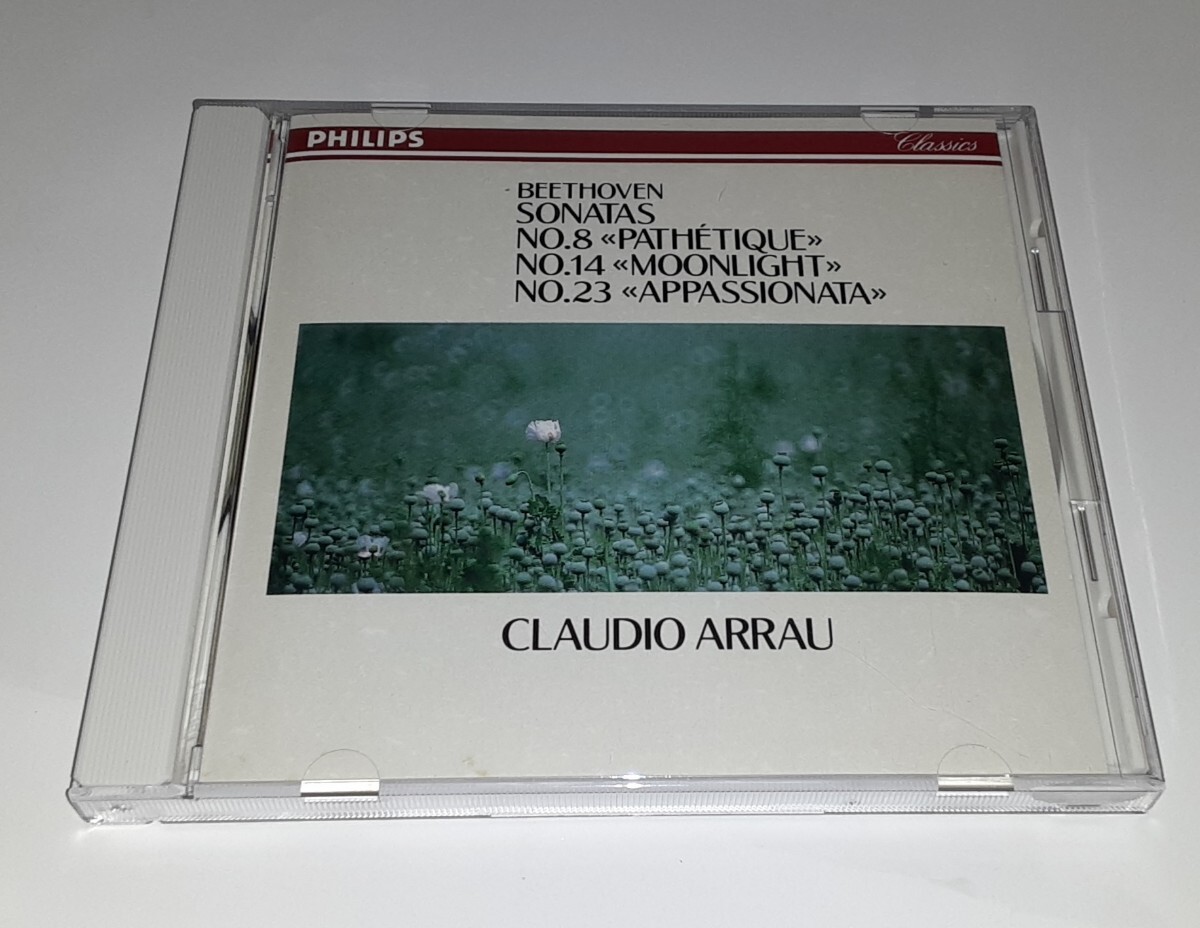 PHILIPS Classics
BEETHOVEN
SONATAS
NO.8 «PATHÉTIQUE»
NO.14 «MOONLIGHT»
NO.23 «APPASSIONATA»
CLAUDIO ARRAU